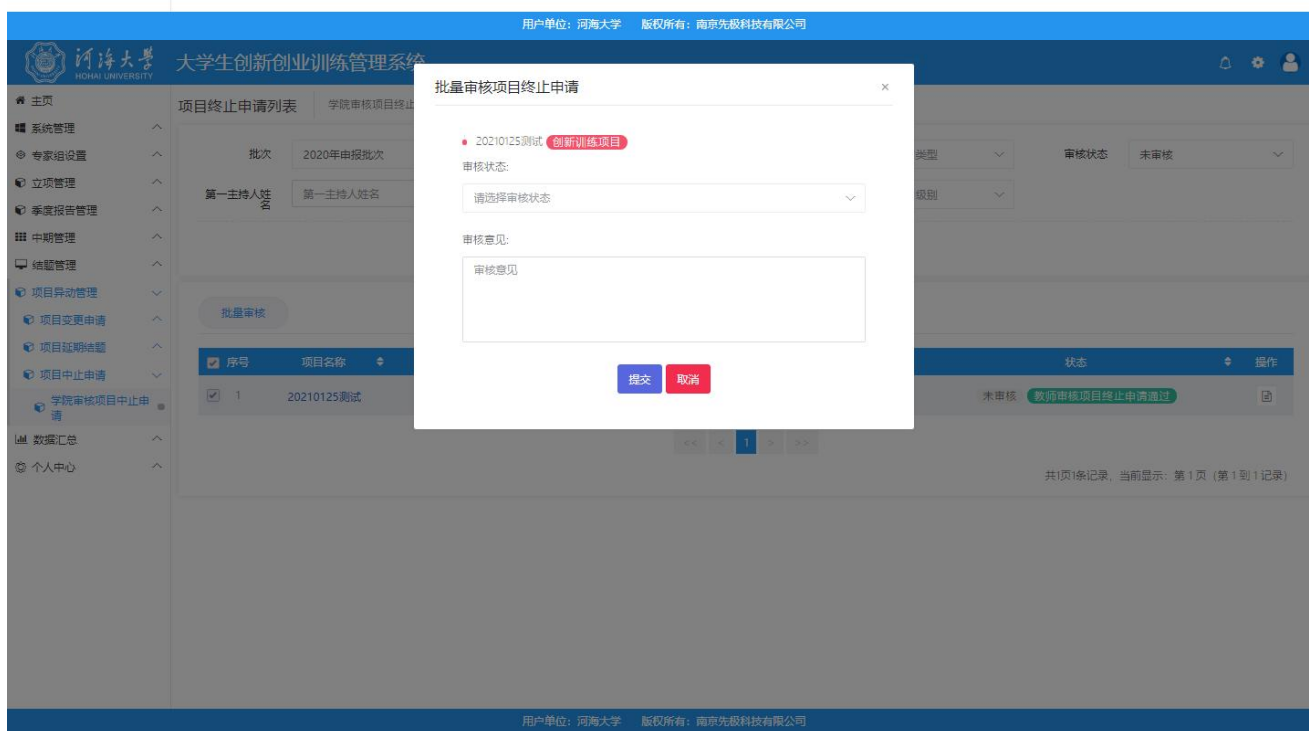 用户单位：河海大学 版权所有：南京先极科技有限公司
河海大学
HOHAI UNIVERSITY
大学生创新创业训练管理系统
主页
系统管理
专家组设置
立项管理
季度报告管理
中期管理
结题管理
项目异动管理
项目变更申请
项目延期结题
项目中止申请
学院审核项目中止申
请
数据汇总
个人中心
项目终止申请列表 学院审核项目终止
批次 2020年申报批次 类型 审核状态 未审核
第一主持人姓
名
第一主持人姓名 级别
批量审核项目终止申请 ×
20210125测试 创新训练项目
审核状态:
请选择审核状态
审核意见:
审核意见
提交 取消
批量审核
序号 项目名称 状态 操作
1 20210125测试 未审核 教师审核项目终止申请通过
<< < 1 > >>
共1页1条记录, 当前显示: 第 1 页 (第 1 到 1 记录)
用户单位：河海大学 版权所有：南京先极科技有限公司